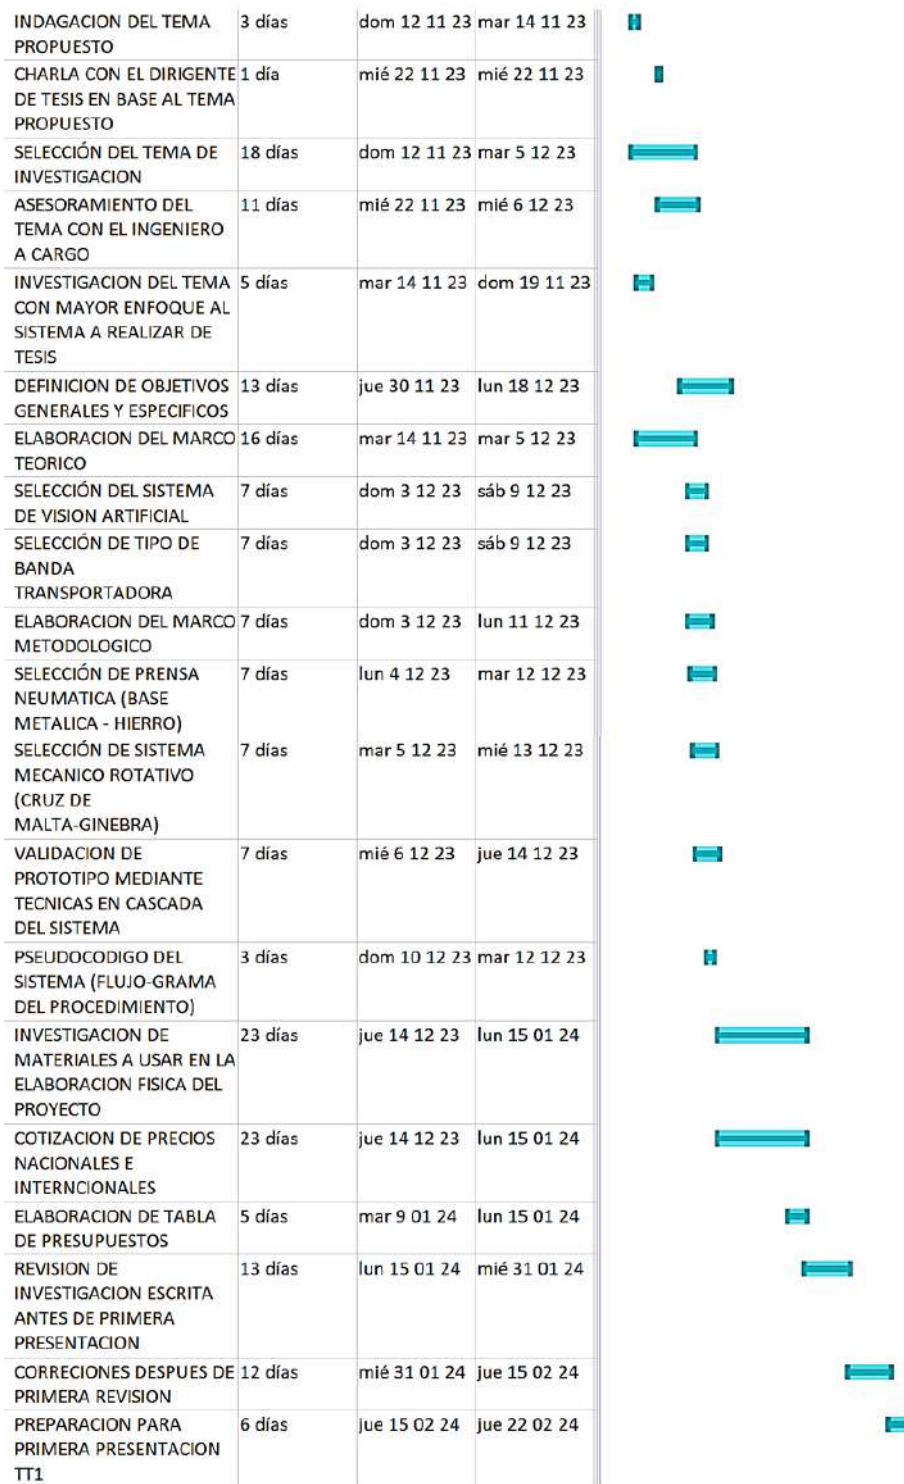 INDAGACION DEL TEMA 3 días dom 12 11 23 mar 14 11 23
PROPUESTO
CHARLA CON EL DIRIGENTE 1 día mié 22 11 23 mié 22 11 23
DE TESIS EN BASE AL TEMA
PROPUESTO
SELECCIÓN DEL TEMA DE 18 días dom 12 11 23 mar 5 12 23
INVESTIGACION
ASESORAMIENTO DEL 11 días mié 22 11 23 mié 6 12 23
TEMA CON EL INGENIERO
A CARGO
INVESTIGACION DEL TEMA 5 días mar 14 11 23 dom 19 11 23
CON MAYOR ENFOQUE AL
SISTEMA A REALIZAR DE
TESIS
DEFINICION DE OBJETIVOS 13 días jue 30 11 23 lun 18 12 23
GENERALES Y ESPECIFICOS
ELABORACION DEL MARCO 16 días mar 14 11 23 mar 5 12 23
TEORICO
SELECCIÓN DEL SISTEMA 7 días dom 3 12 23 sáb 9 12 23
DE VISION ARTIFICIAL
SELECCIÓN DE TIPO DE 7 días dom 3 12 23 sáb 9 12 23
BANDA
TRANSPORTADORA
ELABORACION DEL MARCO 7 días dom 3 12 23 lun 11 12 23
METODOLOGICO
SELECCIÓN DE PRENSA 7 días lun 4 12 23 mar 12 12 23
NEUMATICA (BASE
METALICA - HIERRO)
SELECCIÓN DE SISTEMA 7 días mar 5 12 23 mié 13 12 23
MECANICO ROTATIVO
(CRUZ DE
MALTA-GINEBRA)
VALIDACION DE 7 días mié 6 12 23 jue 14 12 23
PROTOTIPO MEDIANTE
TECNICAS EN CASCADA
DEL SISTEMA
PSEUDOCODIGO DEL 3 días dom 10 12 23 mar 12 12 23
SISTEMA (FLUJO-GRAMA
DEL PROCEDIMIENTO)
INVESTIGACION DE 23 días jue 14 12 23 lun 15 01 24
MATERIALES A USAR EN LA
ELABORACION FISICA DEL
PROYECTO
COTIZACION DE PRECIOS 23 días jue 14 12 23 lun 15 01 24
NACIONALES E
INTERNCIONALES
ELABORACION DE TABLA 5 días mar 9 01 24 lun 15 01 24
DE PRESUPUESTOS
REVISION DE 13 días lun 15 01 24 mié 31 01 24
INVESTIGACION ESCRITA
ANTES DE PRIMERA
PRESENTACION
CORRECIONES DESPUES DE 12 días mié 31 01 24 jue 15 02 24
PRIMERA REVISION
PREPARACION PARA 6 días jue 15 02 24 jue 22 02 24
PRIMERA PRESENTACION
TT1